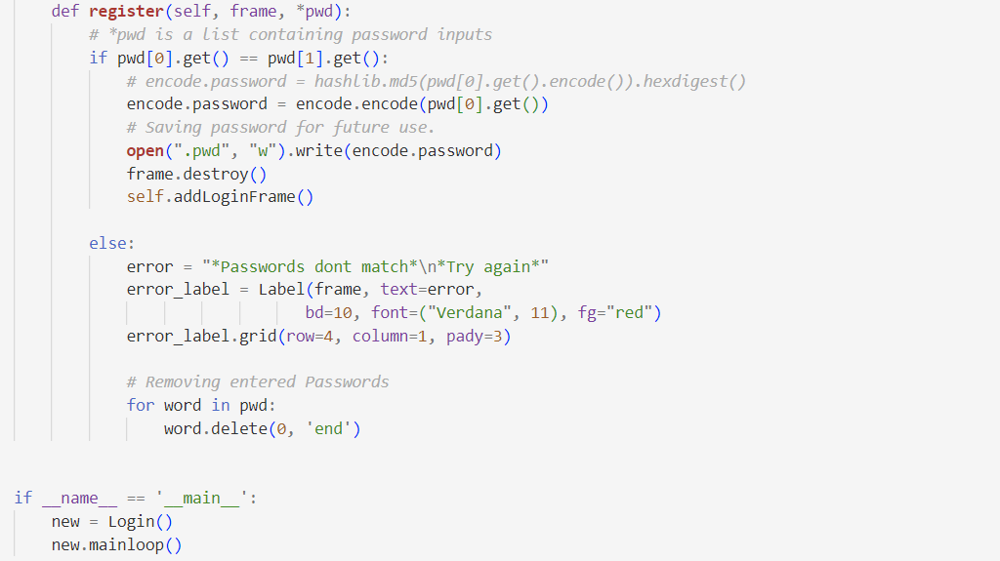 def register(self, frame, *pwd):
# *pwd is a list containing password inputs
if pwd[0].get() == pwd[1].get():
# encode.password = hashlib.md5(pwd[0].get().encode()).hexdigest()
encode.password = encode.encode(pwd[0].get())
# Saving password for future use.
open(".pwd", "w").write(encode.password)
frame.destroy()
self.addLoginFrame()
else:
error = "*Passwords dont match*\n*Try again*"
error_label = Label(frame, text=error,
bd=10, font=("Verdana", 11), fg="red")
error_label.grid(row=4, column=1, pady=3)
# Removing entered Passwords
for word in pwd:
word.delete(0, 'end')
if __name__ == '__main__':
new = Login()
new.mainloop()